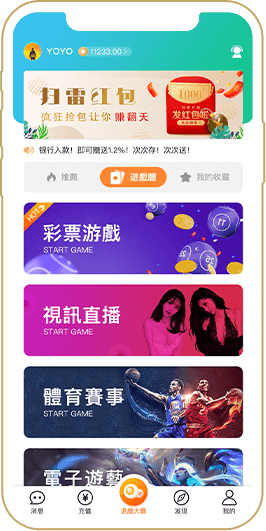 YOYO
11233.00
扫雷红包
疯狂抢包让你 赚翻天
1000
发红包啦
银行入款！即可赠送1.2%！次次存！次次送！
推薦
遊戲廳
我的收藏
HOT
彩票游戲
START GAME
視訊直播
START GAME
體育賽事
START GAME
電子游藝
消息
充值
遊戲大廳
发现
我的